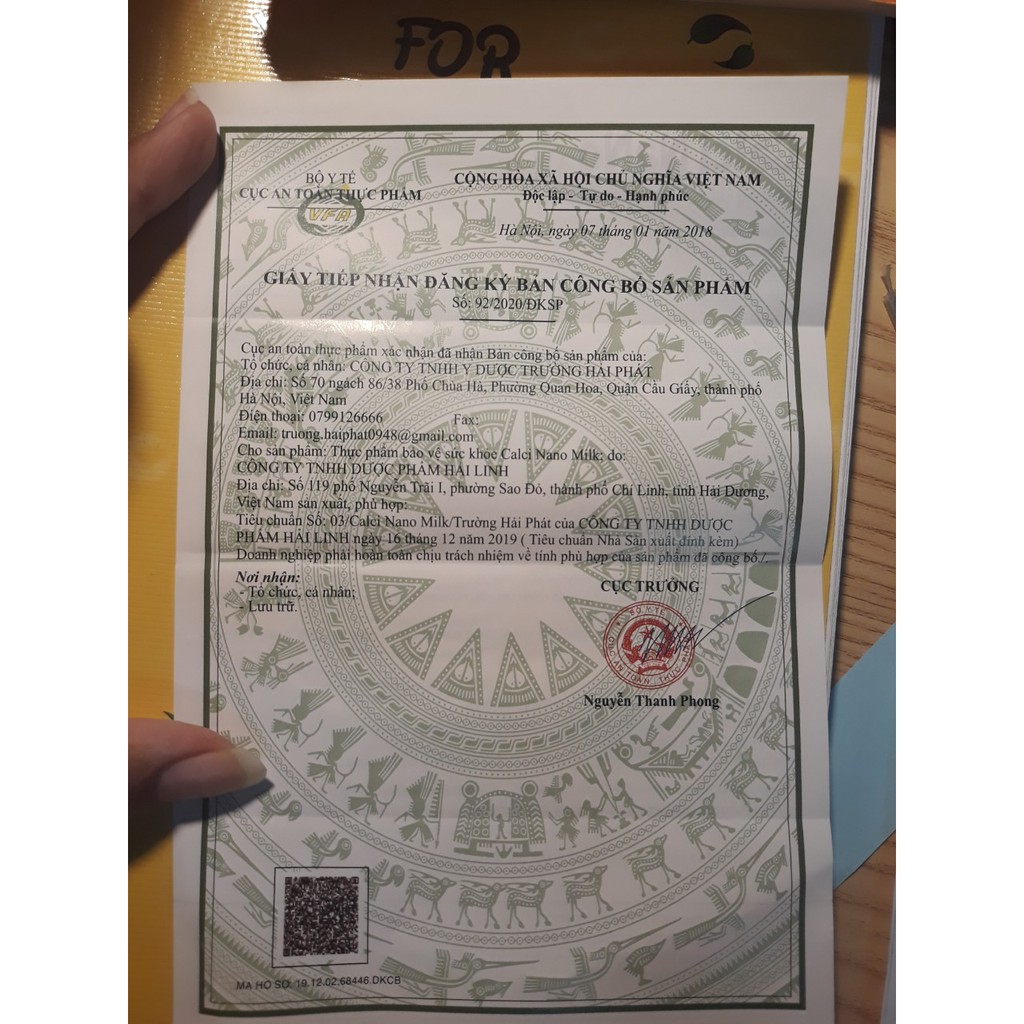 FOR
BỘ Y TẾ
CỤC AN TOÀN THỰC PHẨM
VFA
CỘNG HÒA XÃ HỘI CHỦ NGHĨA VIỆT NAM
Độc lập - Tự do - Hạnh phúc
Hà Nội, ngày 07 tháng 01 năm 2018
GIẤY TIẾP NHẬN ĐĂNG KÝ BẢN CÔNG BỐ SẢN PHẨM
Số: 92/2020/ĐKSP
Cục an toàn thực phẩm xác nhận đã nhận Bản công bố sản phẩm của:
Tổ chức, cá nhân: CÔNG TY TNHH Y DƯỢC TRƯỜNG HẢI PHÁT
Địa chỉ: Số 70 ngách 86/38 Phố Chùa Hà, Phường Quan Hoa, Quận Cầu Giấy, thành phố
Hà Nội, Việt Nam
Điện thoại: 0799126666 Fax:
Email: truong.haiphat0948@gmail.com
Cho sản phẩm: Thực phẩm bảo vệ sức khỏe Calci Nano Milk; do:
CÔNG TY TNHH DƯỢC PHẨM HẢI LINH
Địa chỉ: Số 119 phố Nguyễn Trãi I, phường Sao Đỏ, thành phố Chí Linh, tỉnh Hải Dương,
Việt Nam sản xuất, phù hợp:
Tiêu chuẩn Số: 03/Calci Nano Milk/Trường Hải Phát của CÔNG TY TNHH DƯỢC
PHẨM HẢI LINH ngày 16 tháng 12 năm 2019 ( Tiêu chuẩn Nhà Sản xuất đính kèm)
Doanh nghiệp phải hoàn toàn chịu trách nhiệm về tính phù hợp của sản phẩm đã công bố./.
Nơi nhận:
- Tổ chức, cá nhân;
- Lưu trữ.
CỤC TRƯỞNG
BỘ Y TẾ
CỤC AN TOÀN THỰC PHẨM
Nguyễn Thanh Phong
MA HO SO: 19.12.02.68446.DKCB